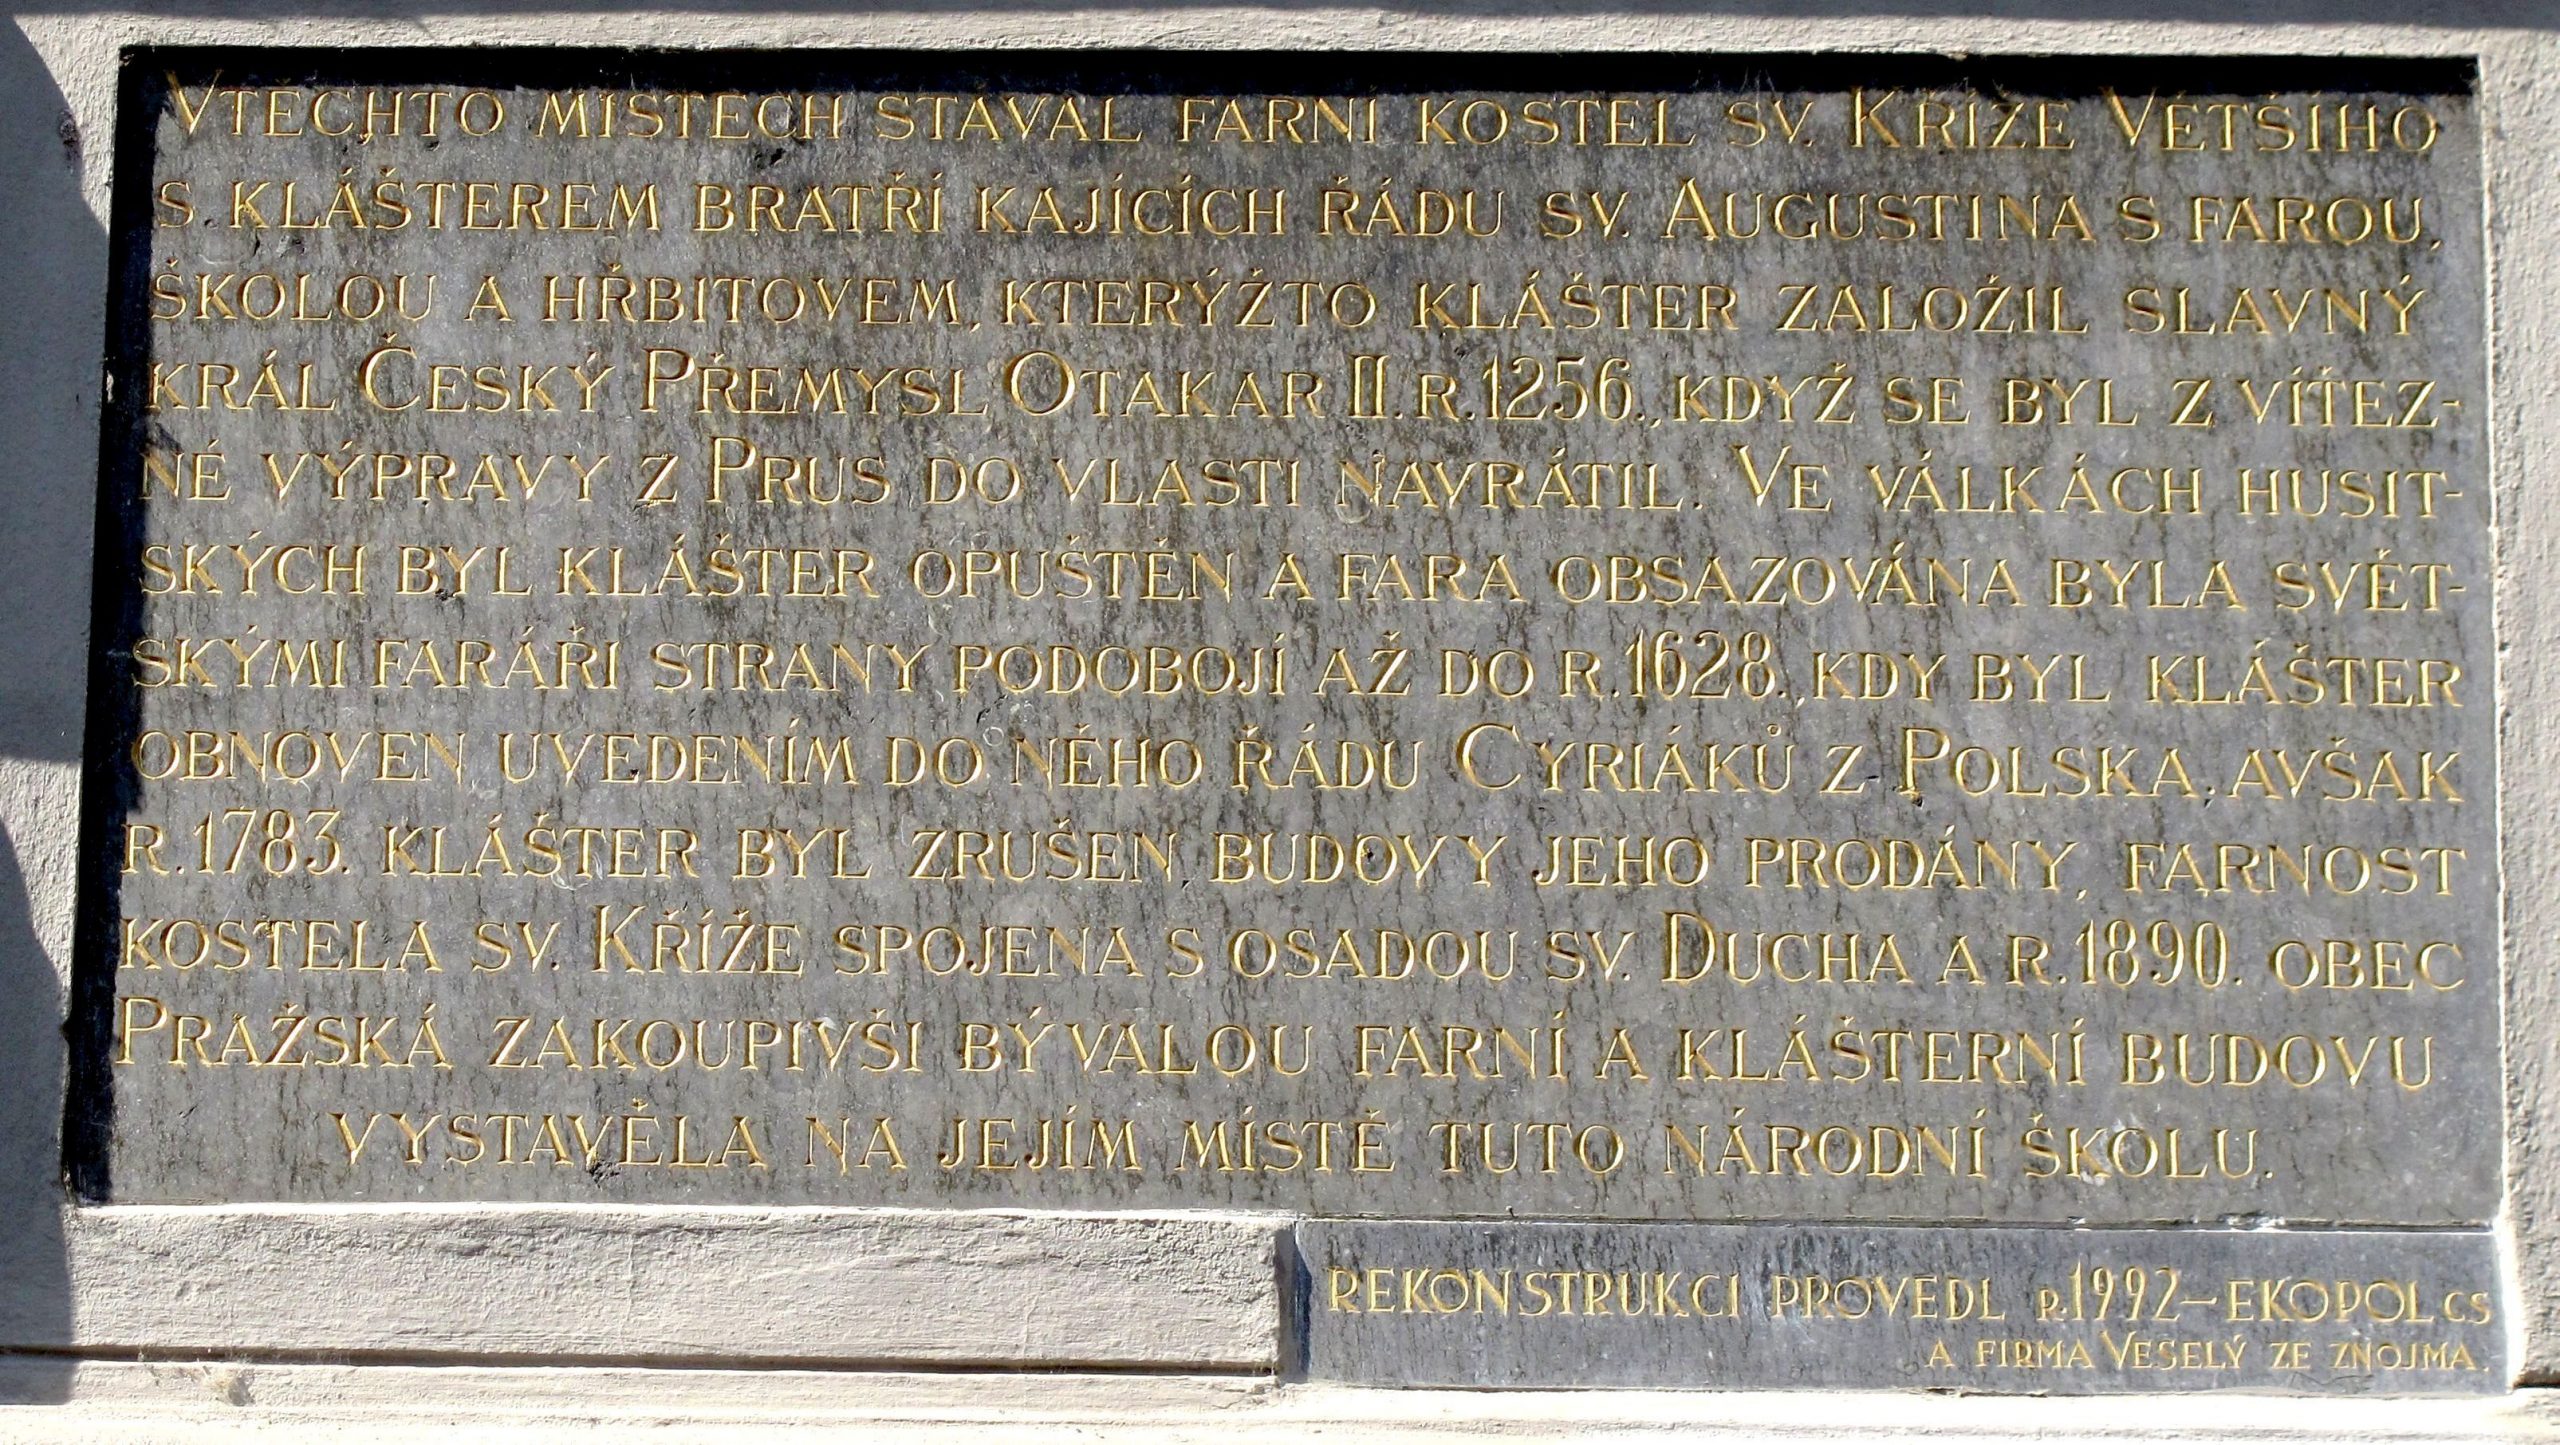 V TĚCHTO MÍSTECH STÁVAL FARNÍ KOSTEL SV. KŘÍŽE VĚTŠÍHO
S KLÁŠTEREM BRATŘÍ KAJÍCÍCH ŘÁDU SV. AUGUSTINA S FAROU,
ŠKOLOU A HŘBITOVEM, KTERÝŽTO KLÁŠTER ZALOŽIL SLAVNÝ
KRÁL ČESKÝ PŘEMYSL OTAKAR II. R. 1256., KDYŽ SE BYL Z VÍŤEZ-
NÉ VÝPRAVY Z PRUS DO VLASTI NAVRÁTIL. VE VÁLKÁCH HUSIT-
SKÝCH BYL KLÁŠTER OPUŠTĚN A FARA OBSAZOVÁNA BYLA SVĚT-
SKÝMI FARÁŘI STRANY PODOBOJÍ AŽ DO R. 1628., KDY BYL KLÁŠTER
OBNOVEN UVEDENÍM DO NĚHO ŘÁDU CYRIÁKŮ Z POLSKA. AVŠAK
R. 1783. KLÁŠTER BYL ZRUŠEN BUDOVY JEHO PRODÁNY, FARNOST
KOSTELA SV. KŘÍŽE SPOJENA S OSADOU SV. DUCHA A R. 1890. OBEC
PRAŽSKÁ ZAKOUPIVŠI BÝVALOU FARNÍ A KLÁŠTERNÍ BUDOVU
VYSTAVĚLA NA JEJÍM MÍSTĚ TUTO NÁRODNÍ ŠKOLU.
REKONSTRUKCI PROVEDL R. 1992 – EKOPOL CS
A FIRMA VESELÝ ZE ZNOJMA.